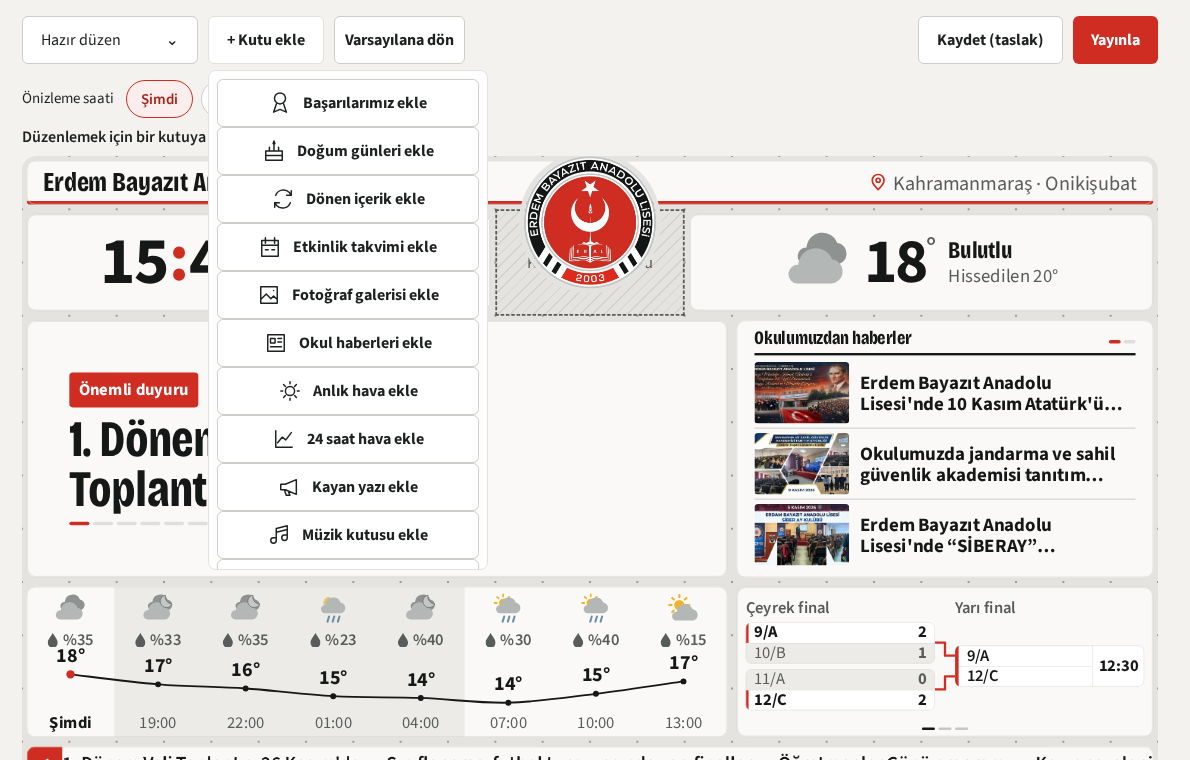 Hazır düzen
+ Kutu ekle
Varsayılana dön
Kaydet (taslak)
Yayınla
Önizleme saati
Şimdi
Düzenlemek için bir kutuya
Başarılarımız ekle
Doğum günleri ekle
Dönen içerik ekle
Etkinlik takvimi ekle
Fotoğraf galerisi ekle
Okul haberleri ekle
Anlık hava ekle
24 saat hava ekle
Kayan yazı ekle
Müzik kutusu ekle
Erdem Bayazıt
ERDEM BAYAZIT ANADOLU LİSESİ
2003
Kahramanmaraş · Onikişubat
15:4
18°
Bulutlu
Hissedilen 20°
Önemli duyuru
1. Dönem
Toplant
Okulumuzdan haberler
Erdem Bayazıt Anadolu
Lisesi'nde 10 Kasım Atatürk'ü...
Okulumuzda jandarma ve sahil
güvenlik akademisi tanıtım...
Erdem Bayazıt Anadolu
Lisesi'nde “SİBERAY”...
%35 %33 %35 %23 %40 %30 %40 %15
18° 17° 16° 15° 14° 14° 15° 17°
Şimdi 19:00 22:00 01:00 04:00 07:00 10:00 13:00
Çeyrek final
Yarı final
9/A 2
10/B 1
11/A 0
12/C 2
9/A
12/C
12:30